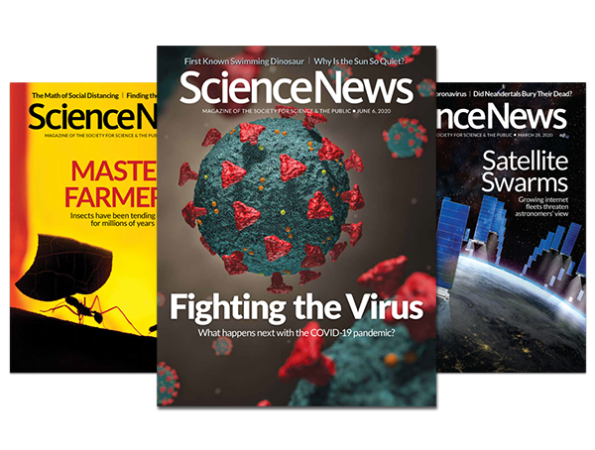 The Math of Social Distancing | Finding the
ScienceN
MAGAZINE OF THE SOCIETY FOR SCIENCE & THE PUB
MASTE
FARMER
Insects have been tending
for millions of years
First Known Swimming Dinosaur | Why Is the Sun So Quiet?
ScienceNews
MAGAZINE OF THE SOCIETY FOR SCIENCE & THE PUBLIC ■ JUNE 6, 2020
Fighting the Virus
What happens next with the COVID-19 pandemic?
ronavirus | Did Neandertals Bury Their Dead?
nceNews
TY FOR SCIENCE & THE PUBLIC ■ MARCH 28, 2020
Satellite
Swarms
Growing internet
fleets threaten
astronomers' view